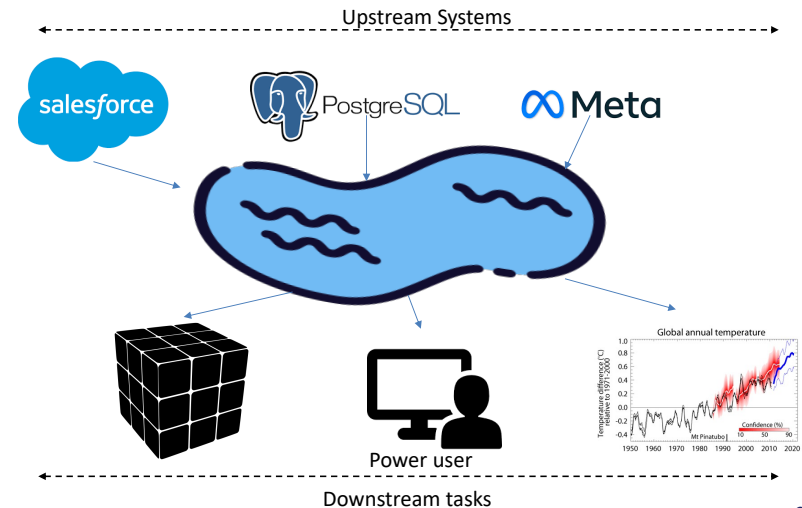 Upstream Systems
salesforce
PostgreSQL
Meta
Global annual temperature
Temperature difference (°C)
relative to 1971-2000
1.0
0.8
0.6
0.4
0.2
0.0
-0.2
-0.4
Confidence (%)
10 50 90
Mt Pinatubo
1950 1960 1970 1980 1990 2000 2010 2020
Power user
Downstream tasks